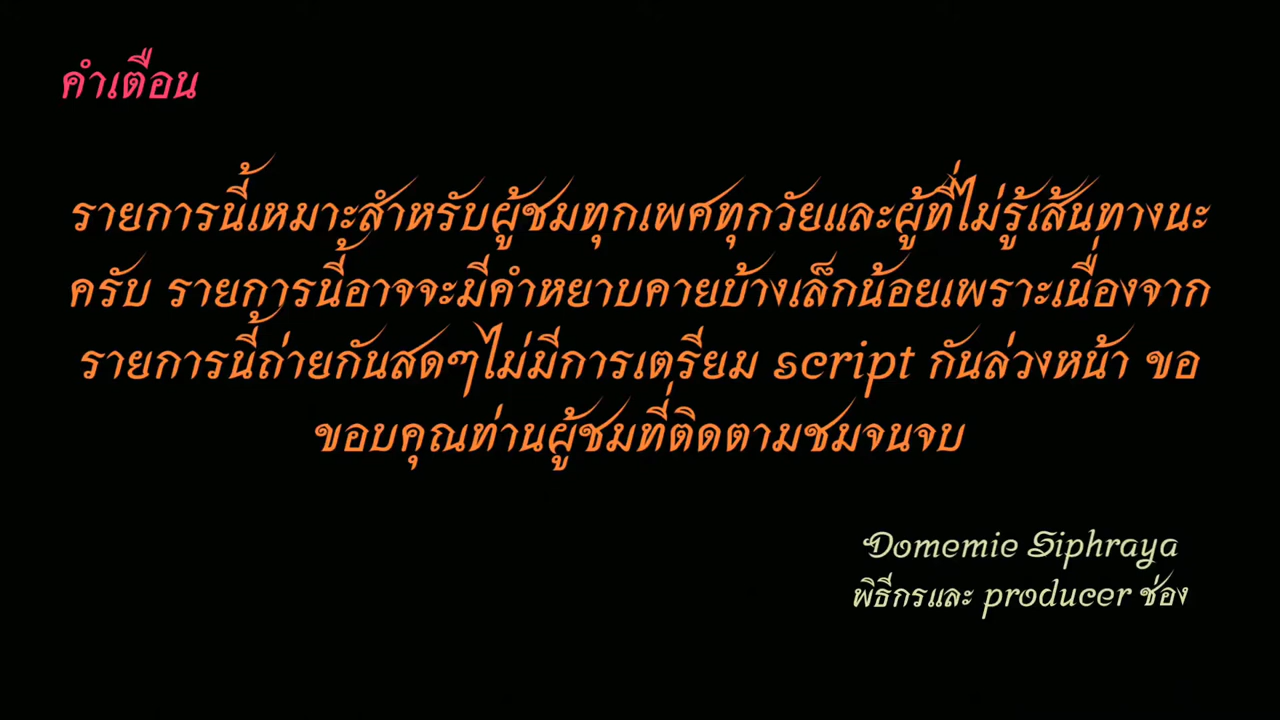 คำเตือน
รายการนี้เหมาะสำหรับผู้ชมทุกเพศทุกวัยและผู้ที่ไม่รู้เส้นทางนะ
ครับ รายการนี้อาจจะมีคำหยาบคายบ้างเล็กน้อยเพราะเนื่องจาก
รายการนี้ถ่ายกันสดๆไม่มีการเตรียม script กันล่วงหน้า ขอ
ขอบคุณท่านผู้ชมที่ติดตามชมจนจบ
Domemie Siphraya
พิธีกรและ producer ช่อง